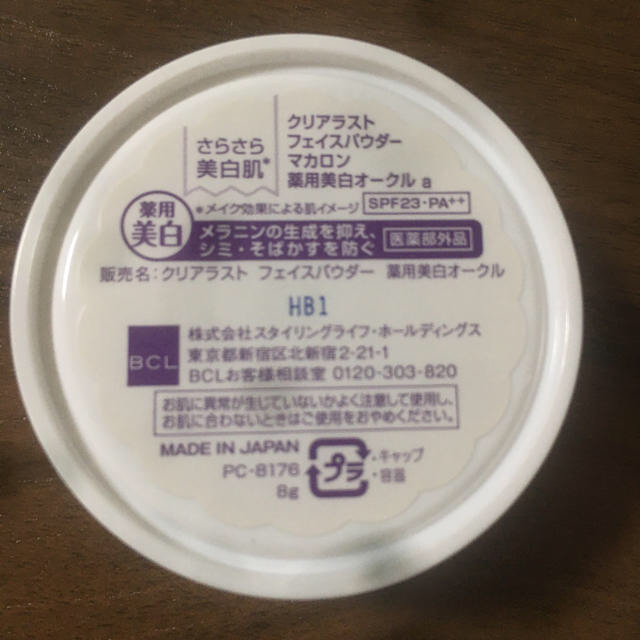 さらさら
美白肌*
クリアラスト
フェイスパウダー
マカロン
薬用美白オークル a
*メイク効果による肌イメージ
SPF23・PA++
薬用
美白
メラニンの生成を抑え、
シミ・そばかすを防ぐ
医薬部外品
販売名：クリアラスト フェイスパウダー 薬用美白オークル
HB1
BCL
株式会社スタイリングライフ・ホールディングス
東京都新宿区北新宿2-21-1
BCLお客様相談室 0120-303-820
お肌に異常が生じていないかよく注意して使用し、
お肌に合わないときはご使用をおやめください。
MADE IN JAPAN
PC-8176
8g
プラ
・キャップ
・容器